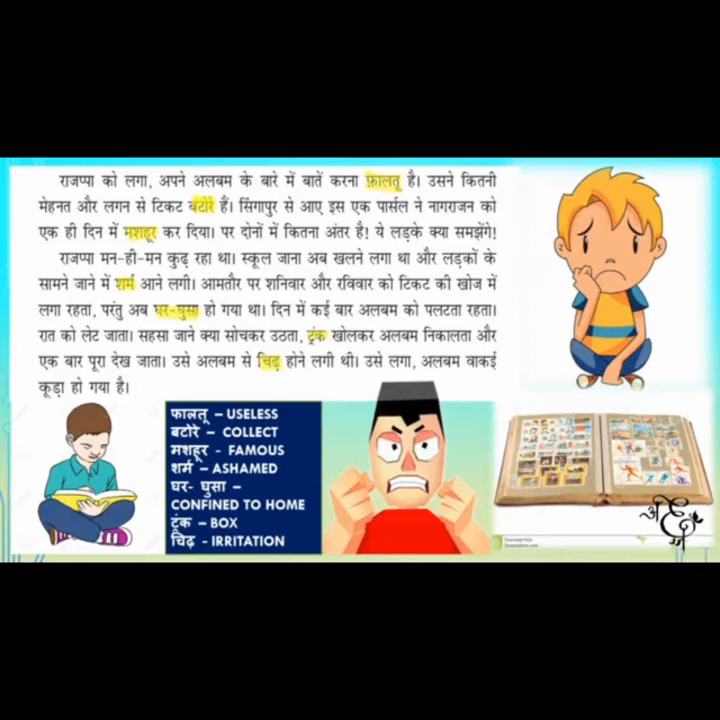 राजप्पा को लगा, अपने अलबम के बारे में बातें करना फ़ालतू है। उसने कितनी
मेहनत और लगन से टिकट बटोरे हैं। सिंगापुर से आए इस एक पार्सल ने नागराजन को
एक ही दिन में मशहूर कर दिया। पर दोनों में कितना अंतर है! ये लड़के क्या समझेंगे!
राजप्पा मन-ही-मन कुढ़ रहा था। स्कूल जाना अब खलने लगा था और लड़कों के
सामने जाने में शर्म आने लगी। आमतौर पर शनिवार और रविवार को टिकट की खोज में
लगा रहता, परंतु अब घर-घुसा हो गया था। दिन में कई बार अलबम को पलटता रहता।
रात को लेट जाता। सहसा जाने क्या सोचकर उठता, ट्रंक खोलकर अलबम निकालता और
एक बार पूरा देख जाता। उसे अलबम से चिढ़ होने लगी थी। उसे लगा, अलबम वाकई
कूड़ा हो गया है।
फालतू – USELESS
बटोरे – COLLECT
मशहूर - FAMOUS
शर्म – ASHAMED
घर- घुसा –
CONFINED TO HOME
ट्रंक – BOX
चिढ़ - IRRITATION